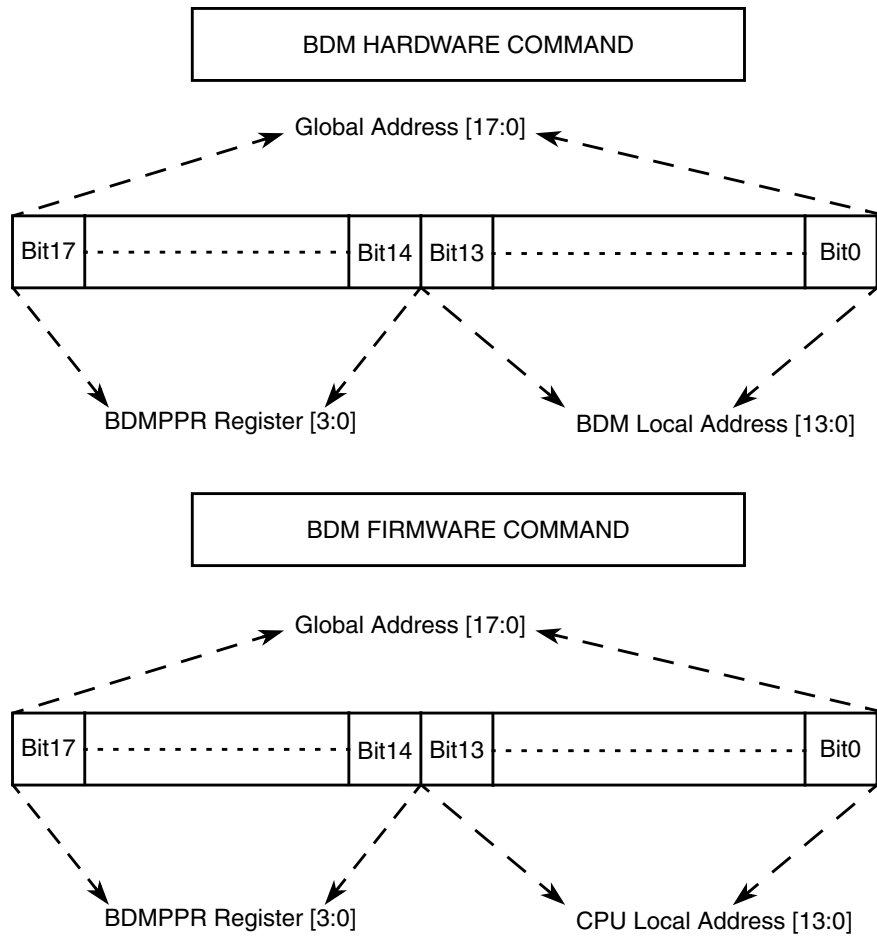 BDM HARDWARE COMMAND
Global Address [17:0]
Bit17 Bit14 Bit13 Bit0
BDMPPR Register [3:0] BDM Local Address [13:0]
BDM FIRMWARE COMMAND
Global Address [17:0]
Bit17 Bit14 Bit13 Bit0
BDMPPR Register [3:0] CPU Local Address [13:0]